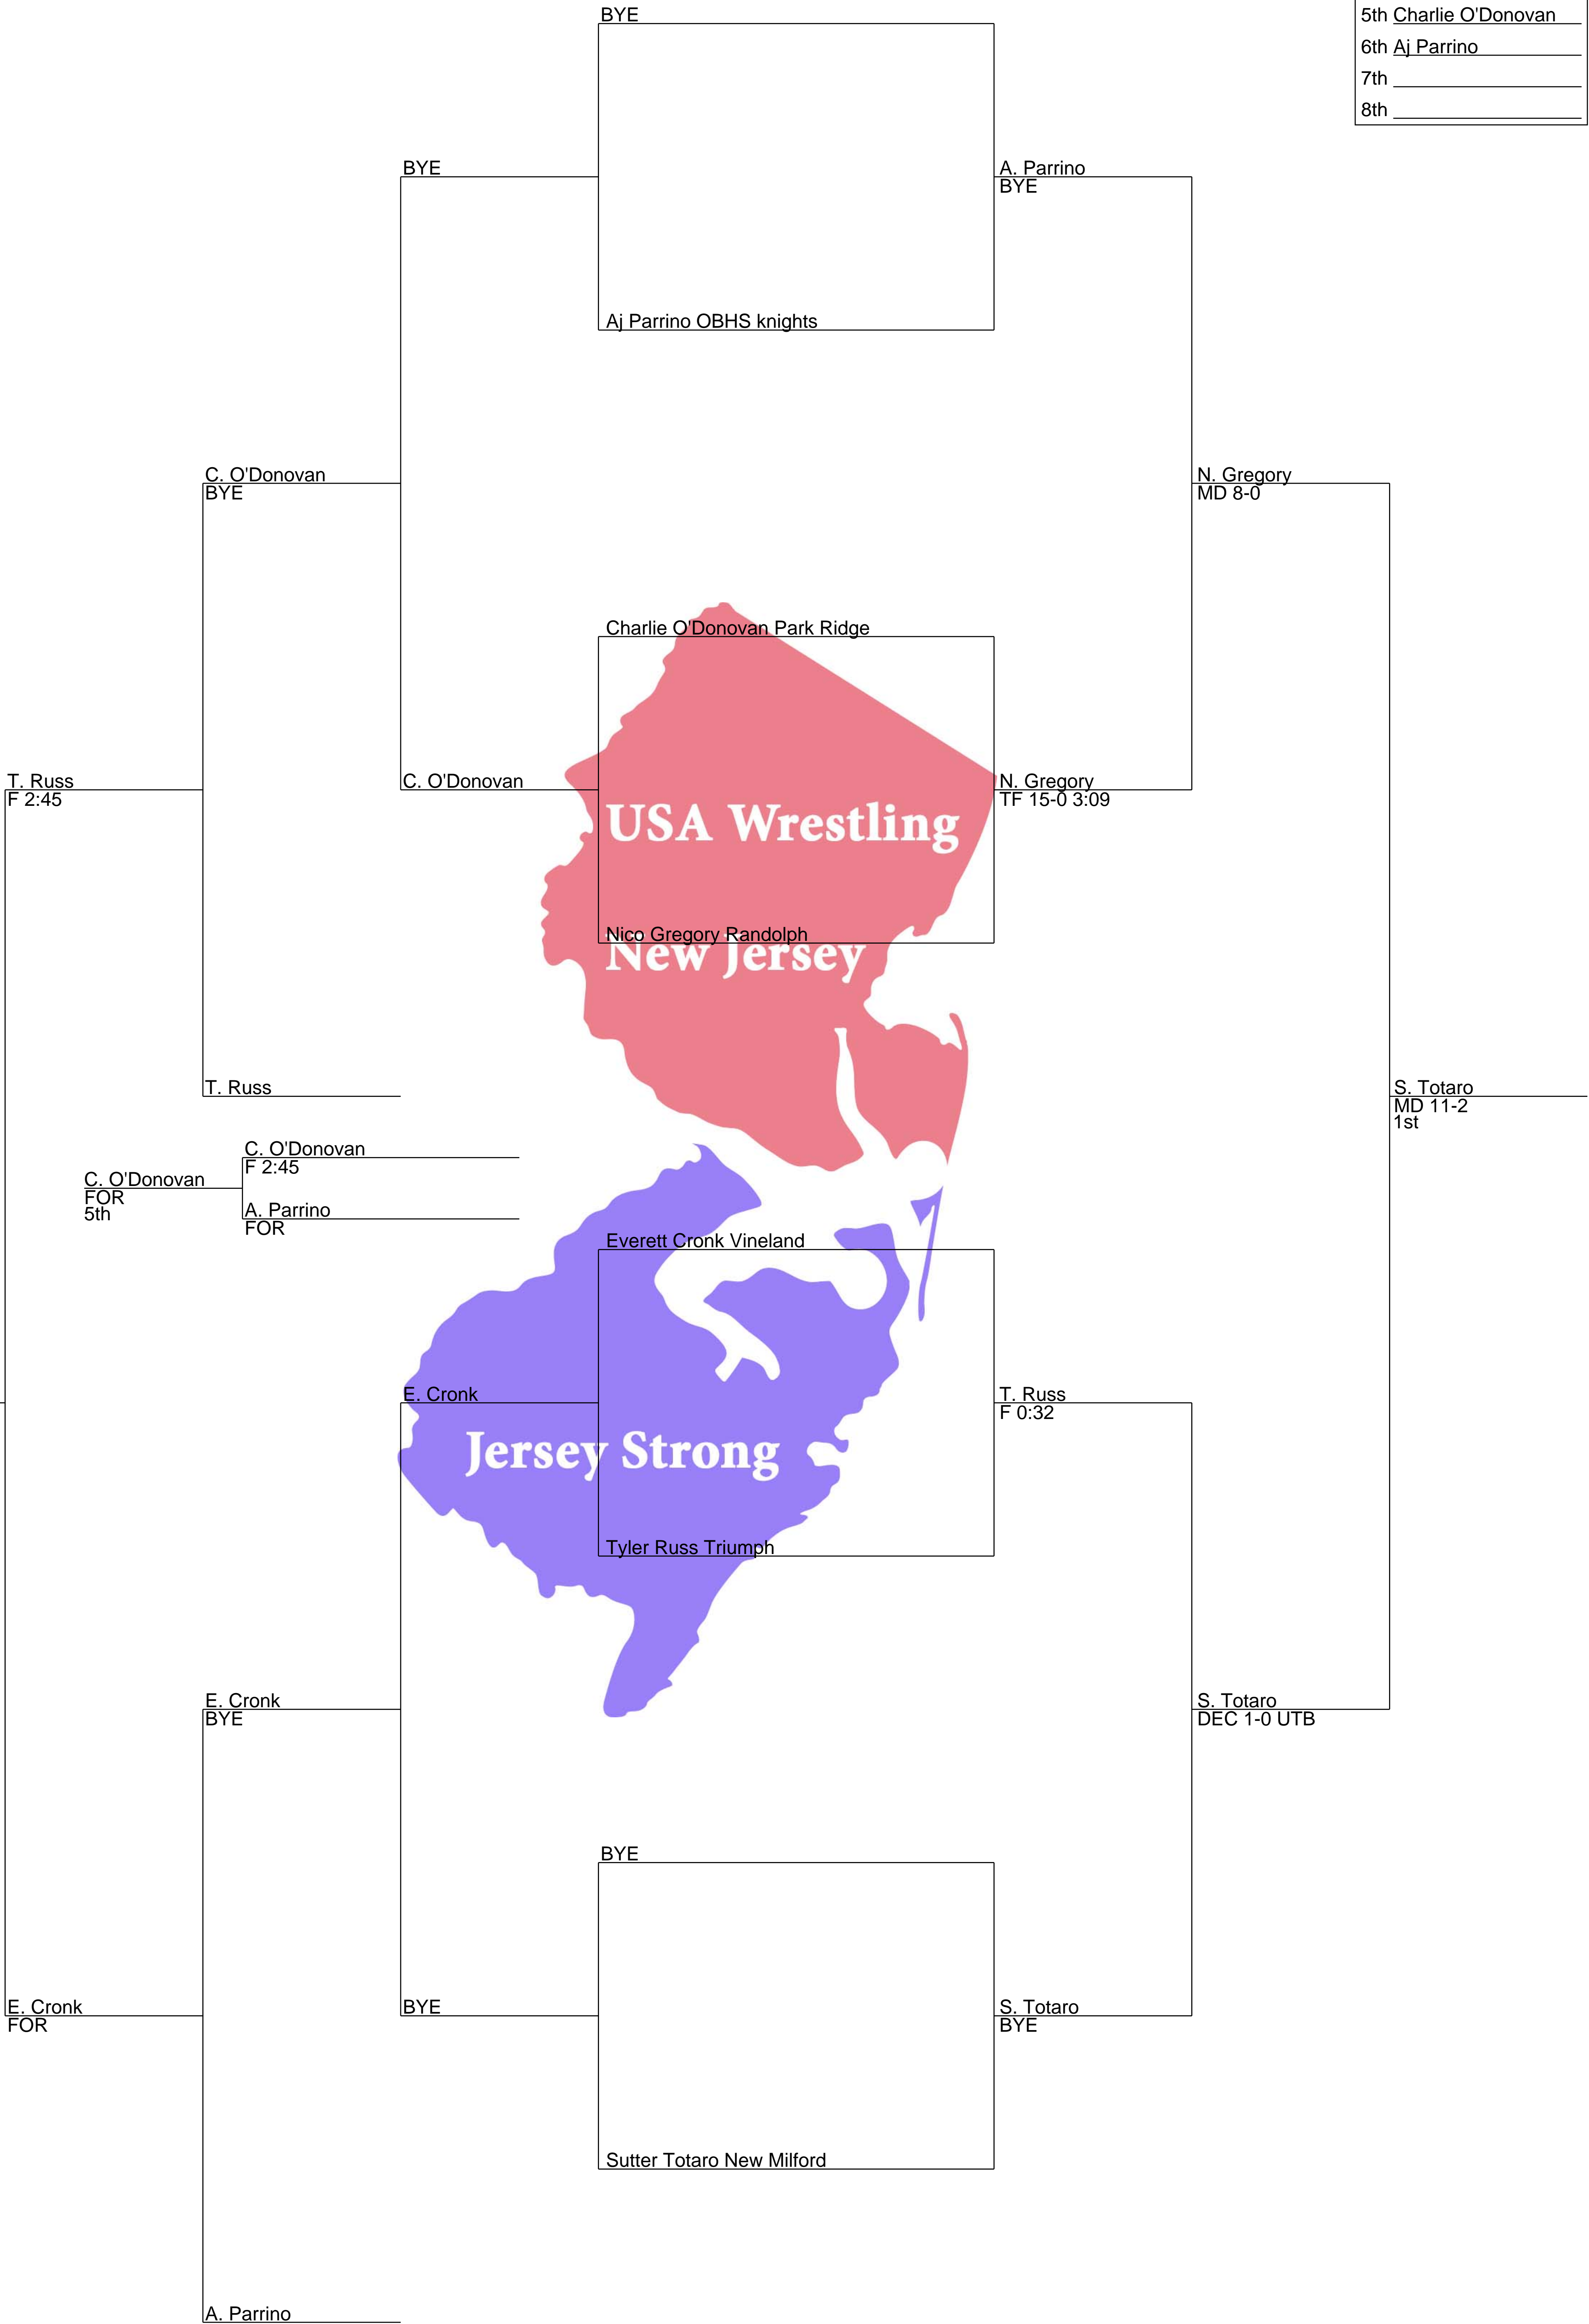 BYE
5th Charlie O'Donovan
6th Aj Parrino
7th
8th
BYE
A. Parrino
BYE
Aj Parrino OBHS knights
C. O'Donovan
BYE
N. Gregory
MD 8-0
Charlie O'Donovan Park Ridge
T. Russ
F 2:45
C. O'Donovan
N. Gregory
TF 15-0 3:09
USA Wrestling
Nico Gregory Randolph
New Jersey
T. Russ
S. Totaro
MD 11-2
1st
C. O'Donovan
F 2:45
C. O'Donovan
FOR
5th
A. Parrino
FOR
Everett Cronk Vineland
E. Cronk
T. Russ
F 0:32
Jersey Strong
Tyler Russ Triumph
E. Cronk
BYE
S. Totaro
DEC 1-0 UTB
BYE
E. Cronk
FOR
BYE
S. Totaro
BYE
Sutter Totaro New Milford
A. Parrino